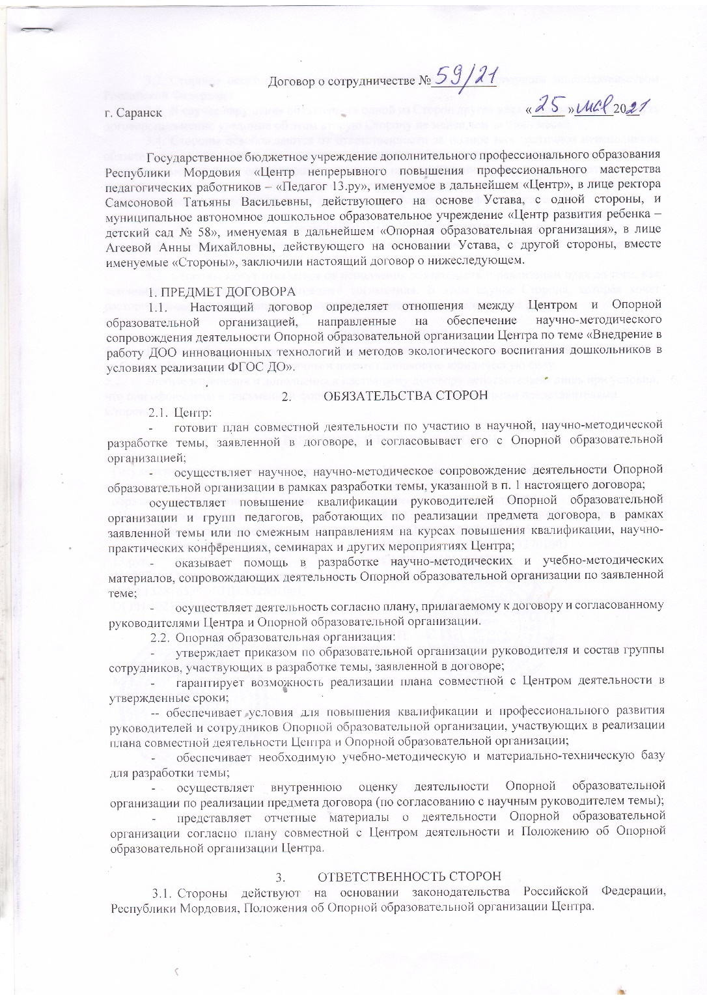 Договор о сотрудничестве № 59/21
г. Саранск «25» мая 2021
Государственное бюджетное учреждение дополнительного профессионального образования
Республики Мордовия «Центр непрерывного повышения профессионального мастерства
педагогических работников – «Педагог 13.ру», именуемое в дальнейшем «Центр», в лице ректора
Самсоновой Татьяны Васильевны, действующего на основе Устава, с одной стороны, и
муниципальное автономное дошкольное образовательное учреждение «Центр развития ребенка –
детский сад № 58», именуемая в дальнейшем «Опорная образовательная организация», в лице
Агеевой Анны Михайловны, действующего на основании Устава, с другой стороны, вместе
именуемые «Стороны», заключили настоящий договор о нижеследующем.
1. ПРЕДМЕТ ДОГОВОРА
1.1. Настоящий договор определяет отношения между Центром и Опорной
образовательной организацией, направленные на обеспечение научно-методического
сопровождения деятельности Опорной образовательной организации Центра по теме «Внедрение в
работу ДОО инновационных технологий и методов экологического воспитания дошкольников в
условиях реализации ФГОС ДО».
2. ОБЯЗАТЕЛЬСТВА СТОРОН
2.1. Центр:
- готовит план совместной деятельности по участию в научной, научно-методической
разработке темы, заявленной в договоре, и согласовывает его с Опорной образовательной
организацией;
- осуществляет научное, научно-методическое сопровождение деятельности Опорной
образовательной организации в рамках разработки темы, указанной в п. 1 настоящего договора;
осуществляет повышение квалификации руководителей Опорной образовательной
организации и групп педагогов, работающих по реализации предмета договора, в рамках
заявленной темы или по смежным направлениям на курсах повышения квалификации, научно-
практических конференциях, семинарах и других мероприятиях Центра;
- оказывает помощь в разработке научно-методических и учебно-методических
материалов, сопровождающих деятельность Опорной образовательной организации по заявленной
теме;
- осуществляет деятельность согласно плану, прилагаемому к договору и согласованному
руководителями Центра и Опорной образовательной организации.
2.2. Опорная образовательная организация:
- утверждает приказом по образовательной организации руководителя и состав группы
сотрудников, участвующих в разработке темы, заявленной в договоре;
- гарантирует возможность реализации плана совместной с Центром деятельности в
утвержденные сроки;
-- обеспечивает условия для повышения квалификации и профессионального развития
руководителей и сотрудников Опорной образовательной организации, участвующих в реализации
плана совместной деятельности Центра и Опорной образовательной организации;
- обеспечивает необходимую учебно-методическую и материально-техническую базу
для разработки темы;
- осуществляет внутреннюю оценку деятельности Опорной образовательной
организации по реализации предмета договора (по согласованию с научным руководителем темы);
- представляет отчетные материалы о деятельности Опорной образовательной
организации согласно плану совместной с Центром деятельности и Положению об Опорной
образовательной организации Центра.
3. ОТВЕТСТВЕННОСТЬ СТОРОН
3.1. Стороны действуют на основании законодательства Российской Федерации,
Республики Мордовия, Положения об Опорной образовательной организации Центра.